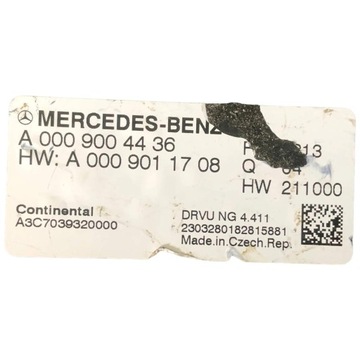 MERCEDES-BENZ
A 000 900 44 36
HW: A 000 901 17 08
Q 04
HW 211000
Continental
A3C7039320000
DRVU NG 4.411
2303280182815881
Made.in.Czech.Rep.